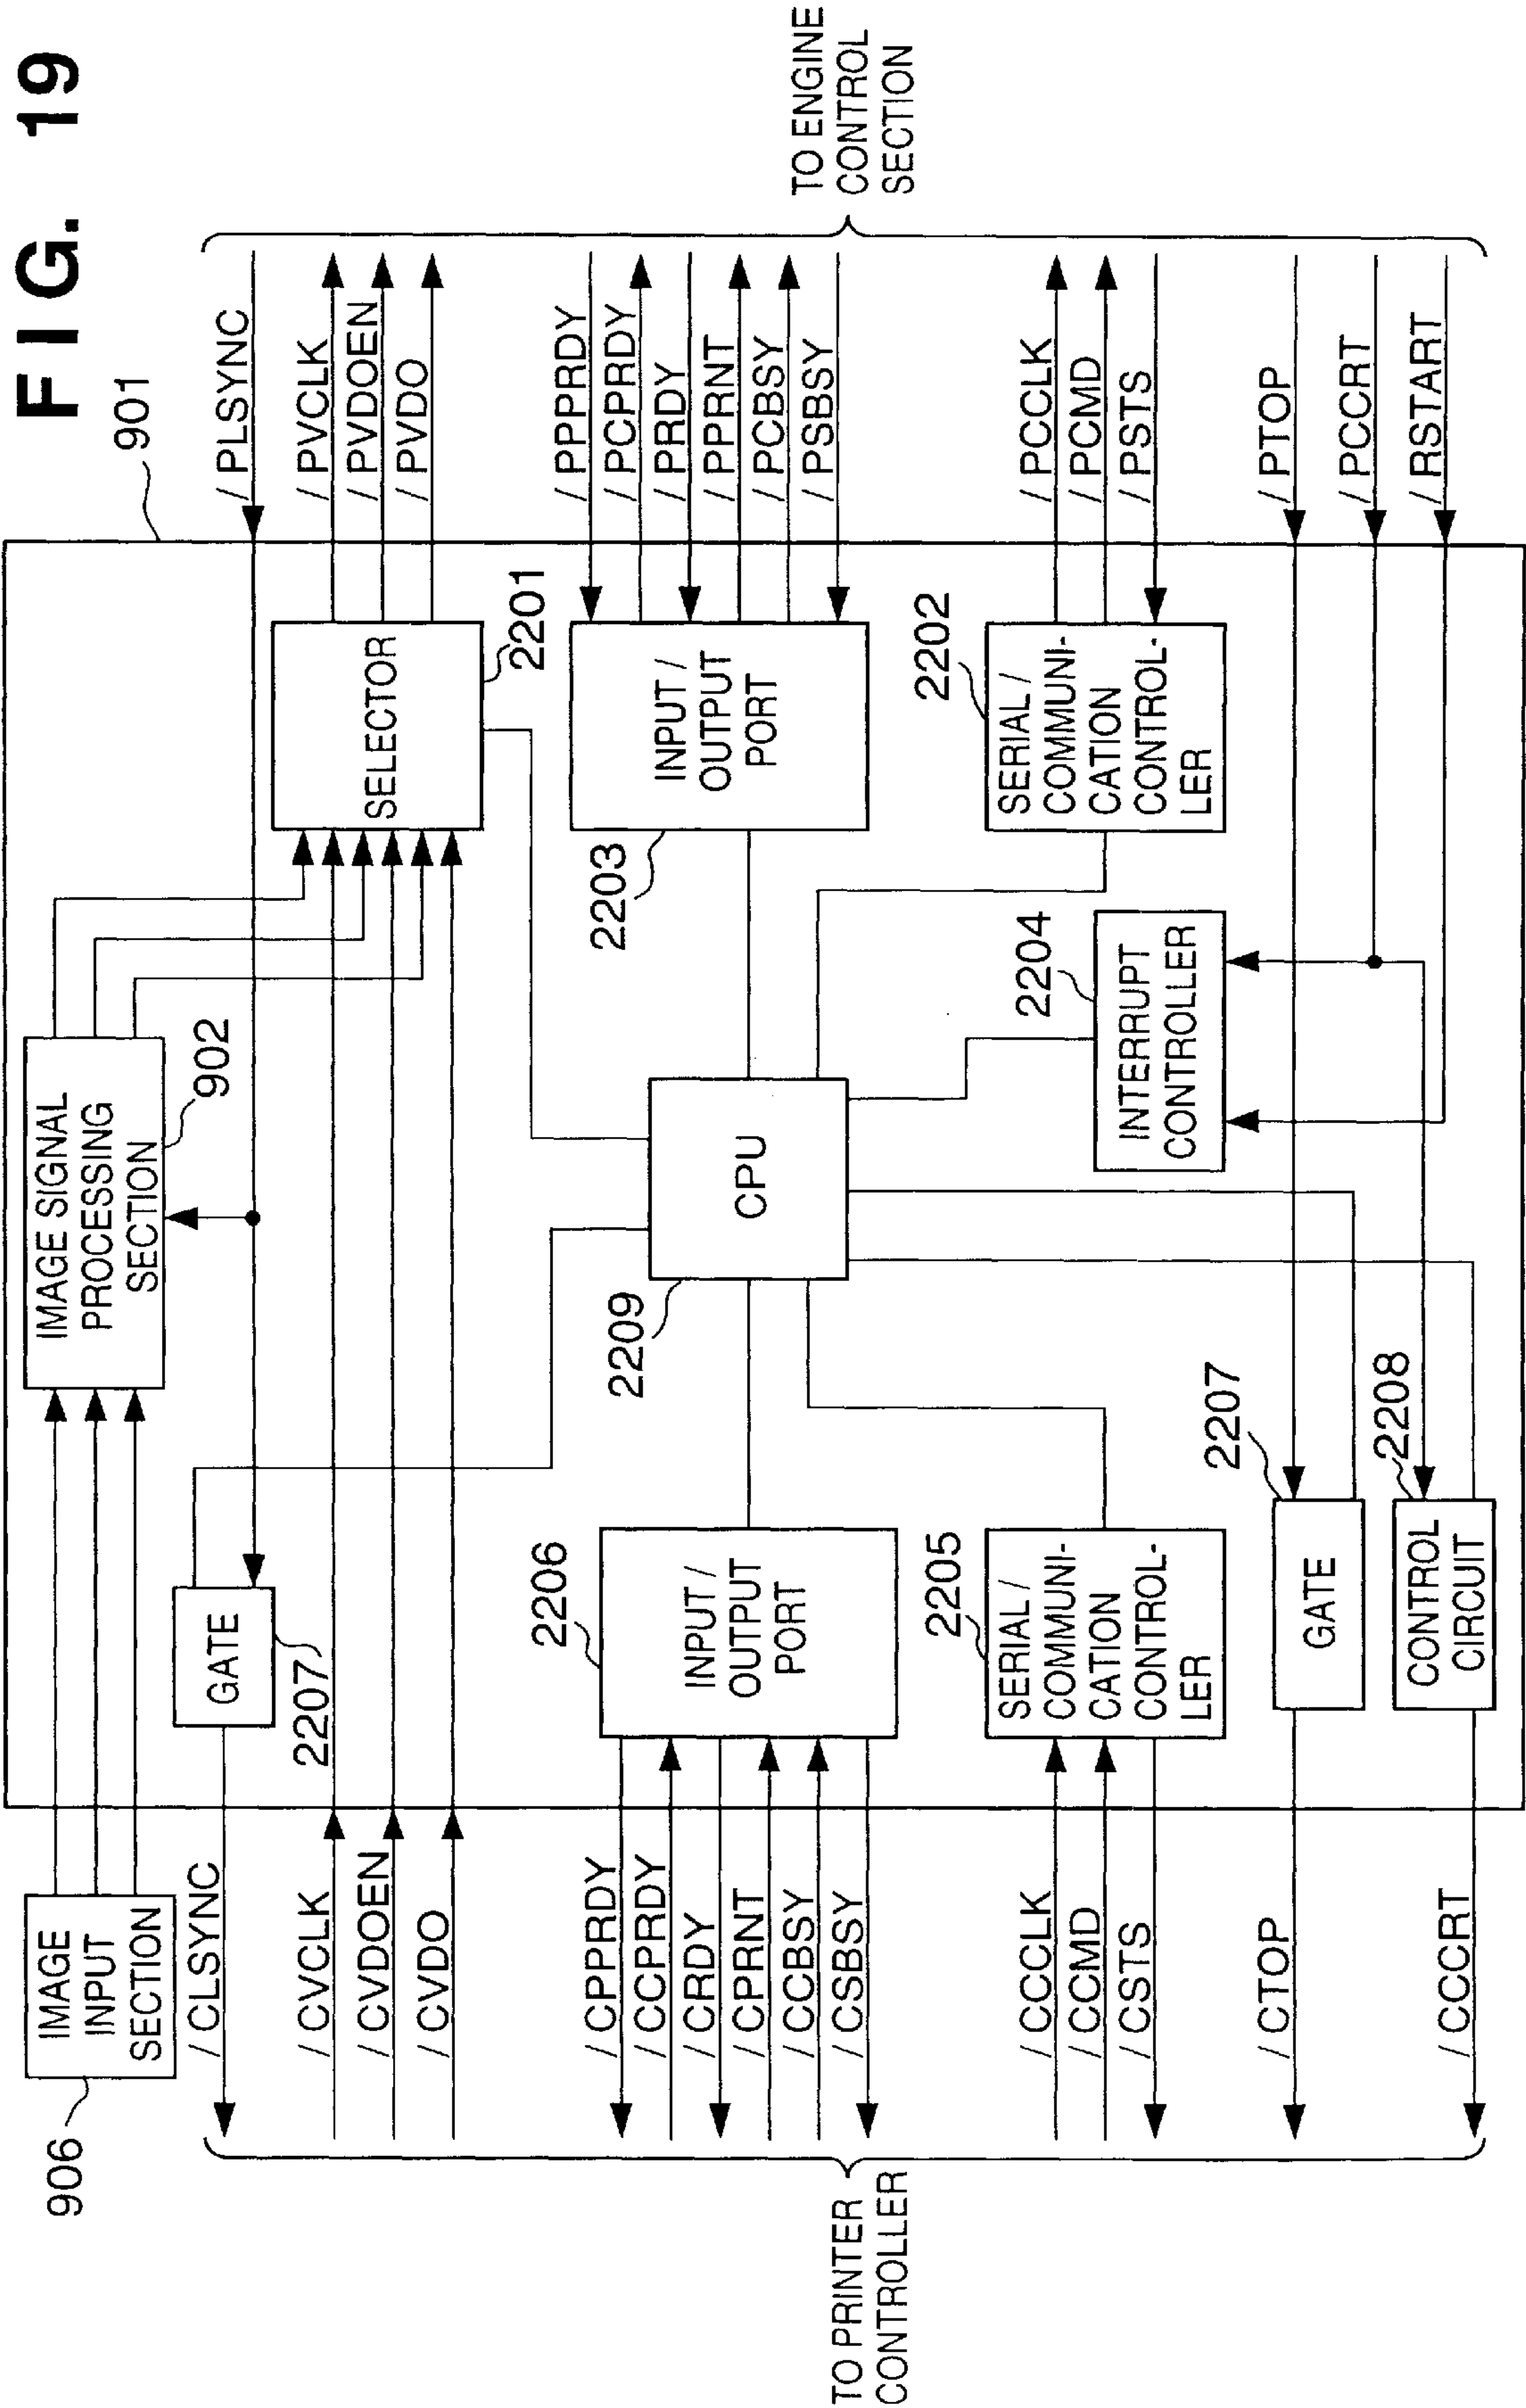 FIG. 19
906
IMAGE
INPUT
SECTION
IMAGE SIGNAL
PROCESSING
SECTION
902
901
/CLSYNC
/CVCLK
/CVDOEN
/CVDO
GATE
2207
SELECTOR
2201
/PLSYNC
/PVCLK
/PVDOEN
/PVDO
/CPPRDY
/CCPRDY
/CRDY
/CPRNT
/CCBSY
/CSBSY
2206
INPUT /
OUTPUT
PORT
2209
CPU
2203
INPUT /
OUTPUT
PORT
/PPPRDY
/PCPRDY
/PRDY
/PPRNT
/PCBSY
/PSBSY
TO PRINTER
CONTROLLER
TO ENGINE
CONTROL
SECTION
/CCCLK
/CCMD
/CSTS
2205
SERIAL /
COMMUNI-
CATION
CONTROL-
LER
2204
INTERRUPT
CONTROLLER
2202
SERIAL /
COMMUNI-
CATION
CONTROL-
LER
/PCCLK
/PCMD
/PSTS
/CTOP
/CCCRT
2207
GATE
2208
CONTROL
CIRCUIT
/PTOP
/PCCRT
/RSTART